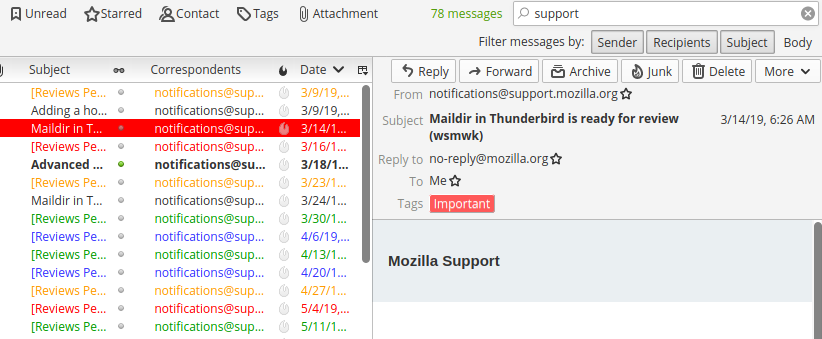 Unread Starred Contact Tags Attachment 78 messages support
Filter messages by: Sender Recipients Subject Body
Subject Correspondents Date
[Reviews Pe... notifications@sup... 3/9/19,...
Adding a ho... notifications@sup... 3/9/19,...
Maildir in T... notifications@sup... 3/14/1...
[Reviews Pe... notifications@sup... 3/16/1...
Advanced ... notifications@su... 3/18/1...
[Reviews Pe... notifications@sup... 3/23/1...
Maildir in T... notifications@sup... 3/24/1...
[Reviews Pe... notifications@sup... 3/30/1...
[Reviews Pe... notifications@sup... 4/6/19,...
[Reviews Pe... notifications@sup... 4/13/1...
[Reviews Pe... notifications@sup... 4/20/1...
[Reviews Pe... notifications@sup... 4/27/1...
[Reviews Pe... notifications@sup... 5/4/19,...
[Reviews Pe... notifications@sup... 5/11/1...
Reply Forward Archive Junk Delete More
From notifications@support.mozilla.org
Subject Maildir in Thunderbird is ready for review 3/14/19, 6:26 AM
(wsmwk)
Reply to no-reply@mozilla.org
To Me
Tags Important
Mozilla Support